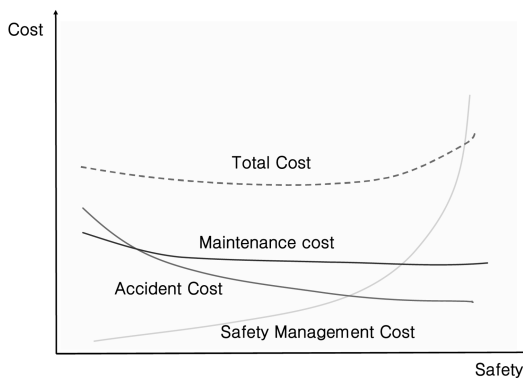 Cost
Total Cost
Maintenance cost
Accident Cost
Safety Management Cost
Safety